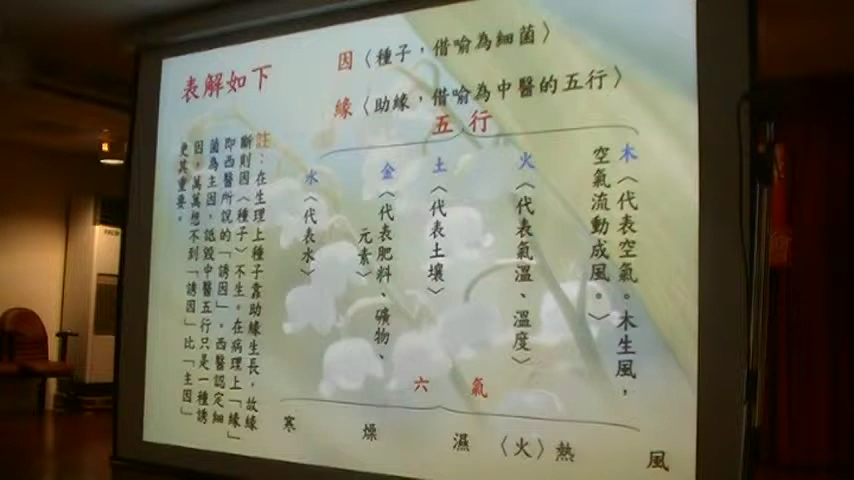 表解如下
因〈種子，借喻為細菌〉
緣〈助緣，借喻為中醫的五行〉
五行
木〈代表空氣。木生風，
空氣流動成風。〉
火〈代表氣溫、溫度〉
土〈代表土壤〉
金〈代表肥料、礦物、
元素〉
水〈代表水〉
註：在生理上種子靠助緣生長，故緣
斷則因〈種子〉不生。在病理上「緣」
即西醫所說的「誘因」。西醫認定細
菌為主因，詆毀中醫五行只是一種誘
因，萬萬想不到「誘因」比「主因」
更其重要。
六氣
寒 燥 濕 〈火〉熱 風